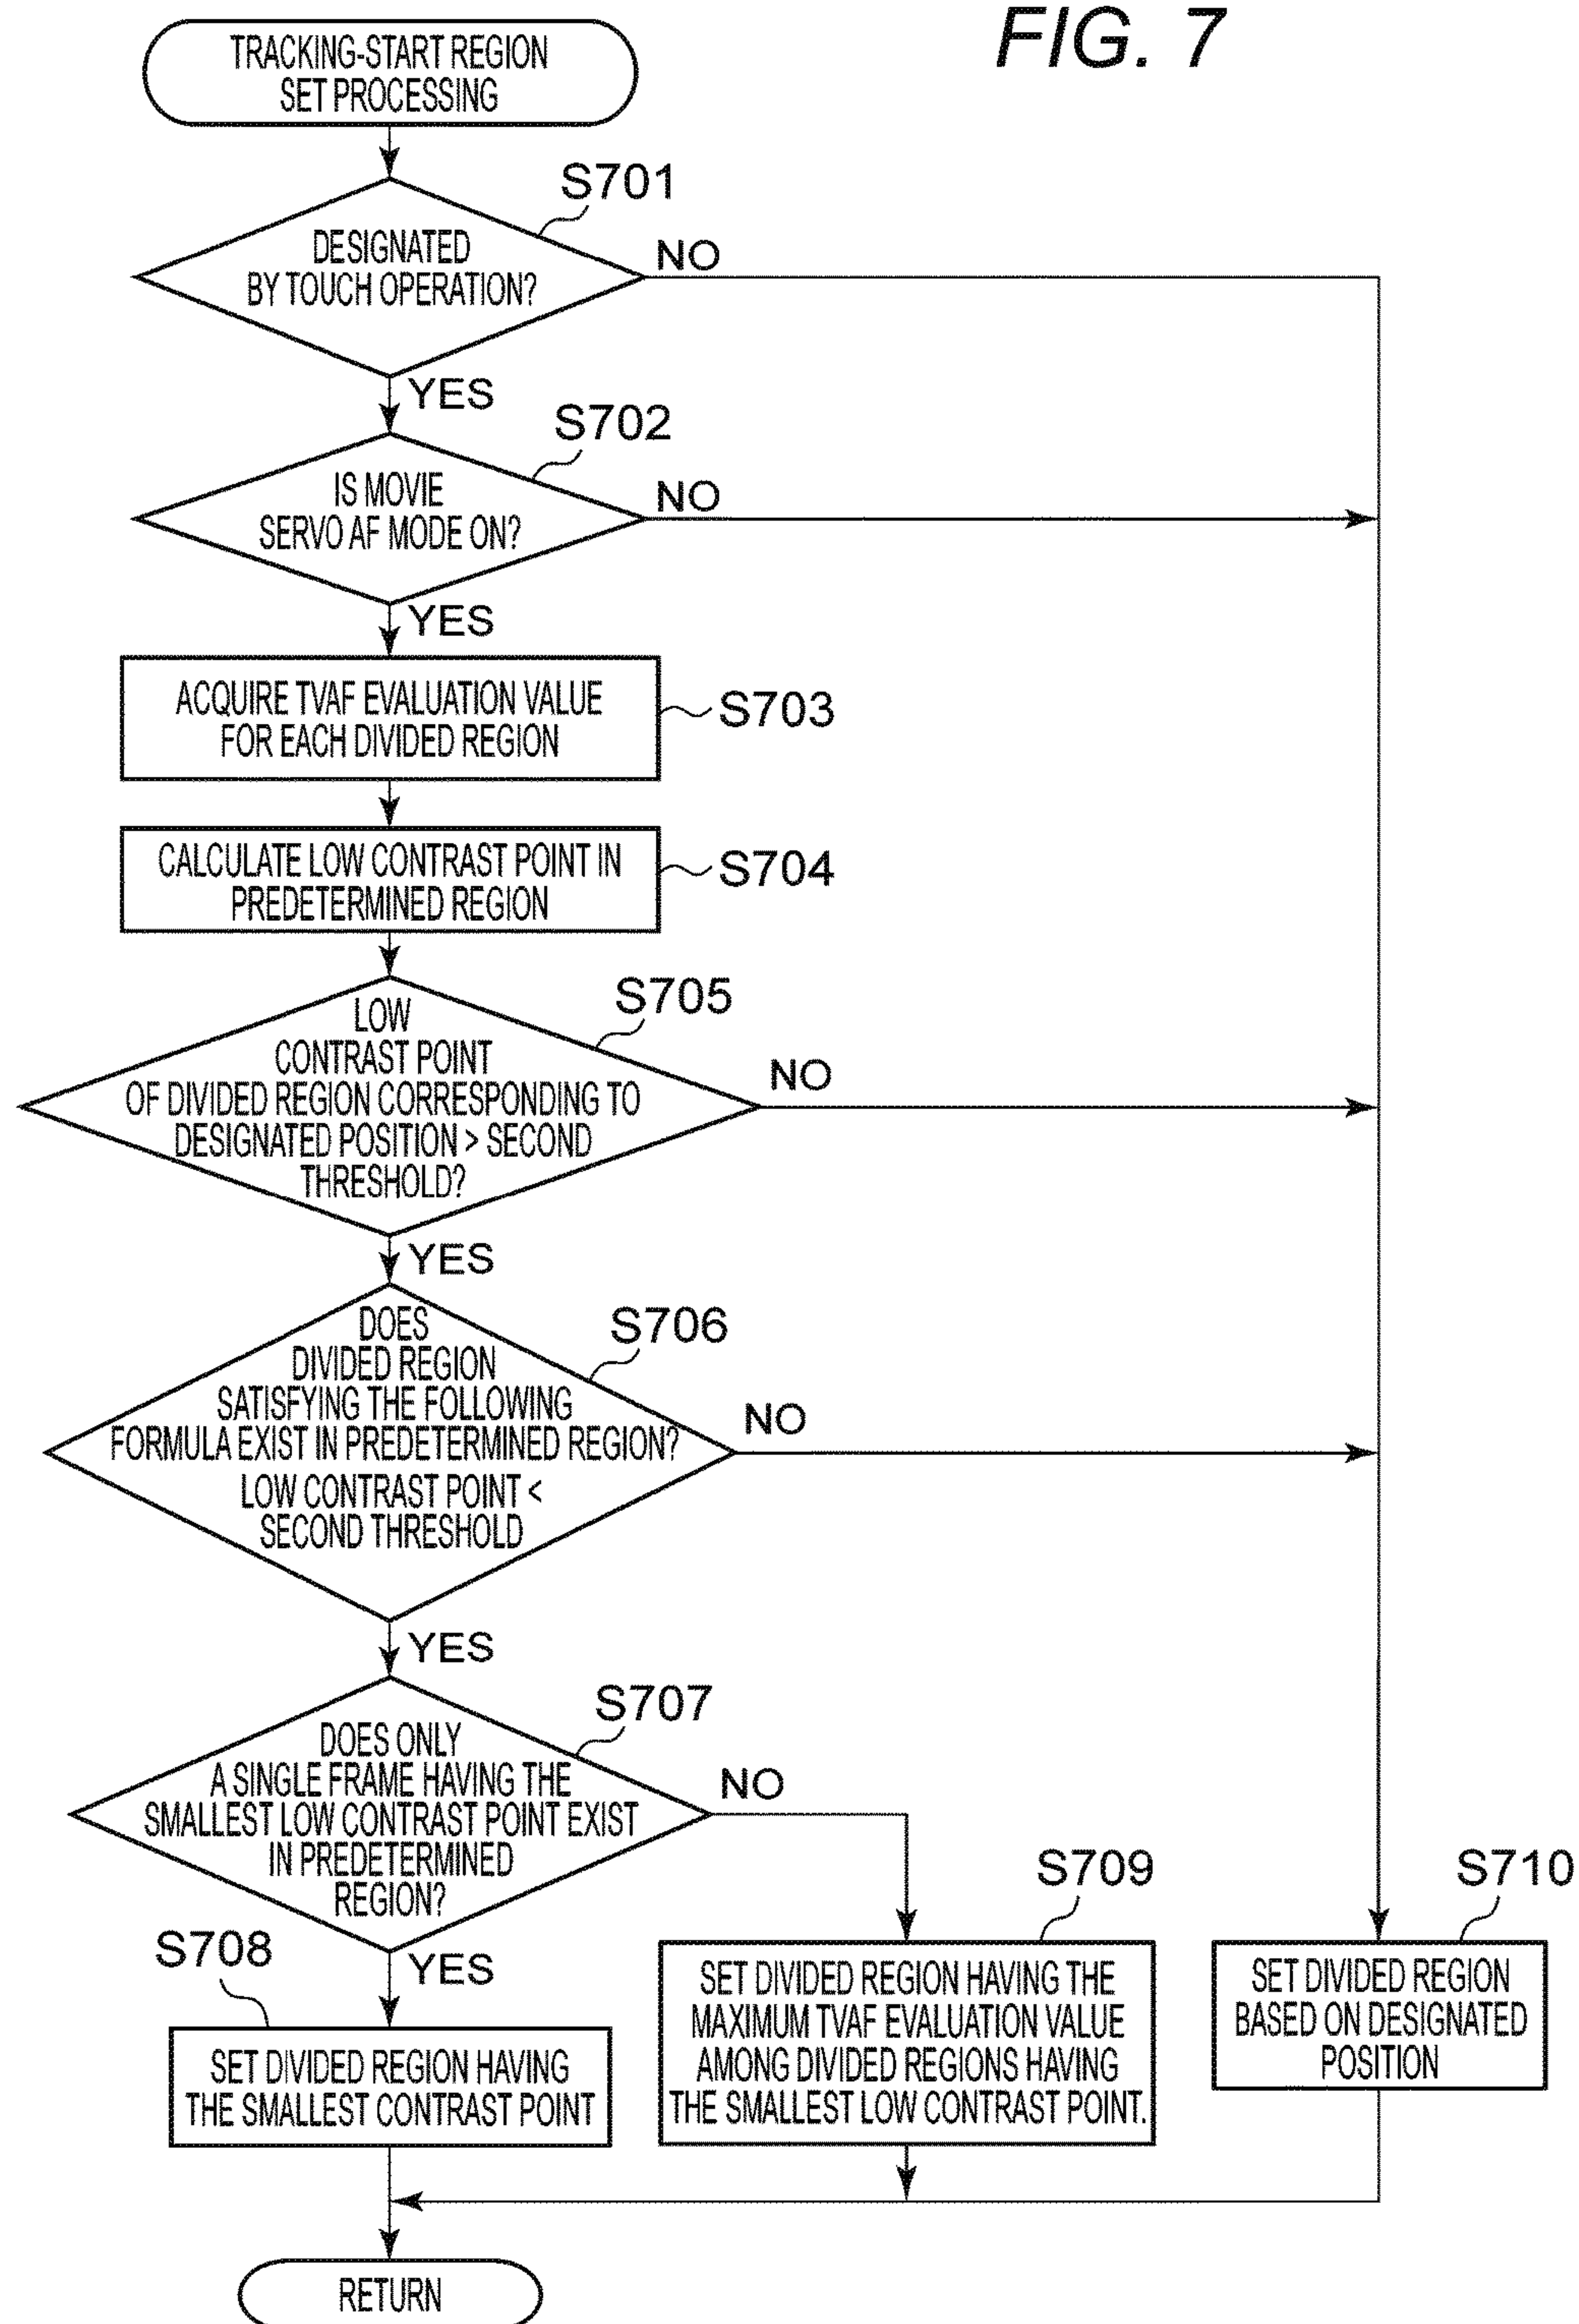 FIG. 7
TRACKING-START REGION
SET PROCESSING
S701
DESIGNATED
BY TOUCH OPERATION?
NO
YES
S702
IS MOVIE
SERVO AF MODE ON?
NO
YES
ACQUIRE TVAF EVALUATION VALUE
FOR EACH DIVIDED REGION
S703
CALCULATE LOW CONTRAST POINT IN
PREDETERMINED REGION
S704
S705
LOW
CONTRAST POINT
OF DIVIDED REGION CORRESPONDING TO
DESIGNATED POSITION > SECOND
THRESHOLD?
NO
YES
S706
DOES
DIVIDED REGION
SATISFYING THE FOLLOWING
FORMULA EXIST IN PREDETERMINED REGION?
LOW CONTRAST POINT <
SECOND THRESHOLD
NO
YES
S707
DOES ONLY
A SINGLE FRAME HAVING THE
SMALLEST LOW CONTRAST POINT EXIST
IN PREDETERMINED
REGION?
NO
YES
S708
SET DIVIDED REGION HAVING
THE SMALLEST CONTRAST POINT
S709
SET DIVIDED REGION HAVING THE
MAXIMUM TVAF EVALUATION VALUE
AMONG DIVIDED REGIONS HAVING
THE SMALLEST LOW CONTRAST POINT.
S710
SET DIVIDED REGION
BASED ON DESIGNATED
POSITION
RETURN